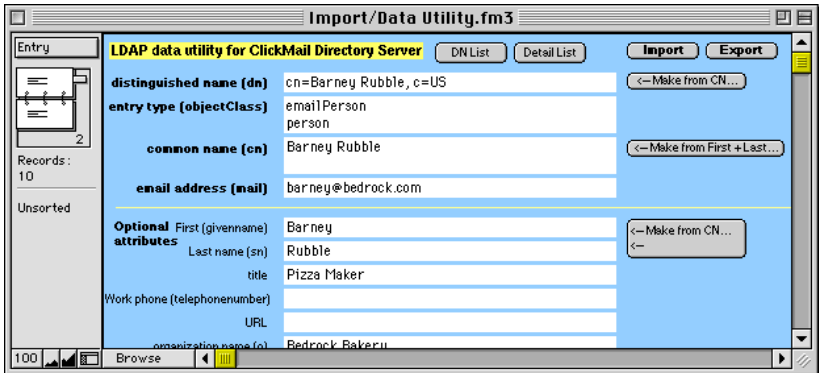 Import/Data Utility.fm3
Entry
2
Records:
10
Unsorted
LDAP data utility for ClickMail Directory Server
DN List
Detail List
Import
Export
distinguished name (dn)
cn=Barney Rubble, c=US
<—Make from CN...
entry type (objectClass)
emailPerson
person
common name (cn)
Barney Rubble
<—Make from First +Last...
email address (mail)
barney@bedrock.com
Optional
attributes
First (givenname)
Barney
<—Make from CN...
<—
Last name (sn)
Rubble
title
Pizza Maker
Work phone (telephonenumber)
URL
organization name (o)
Bedrock Bakery
100
Browse